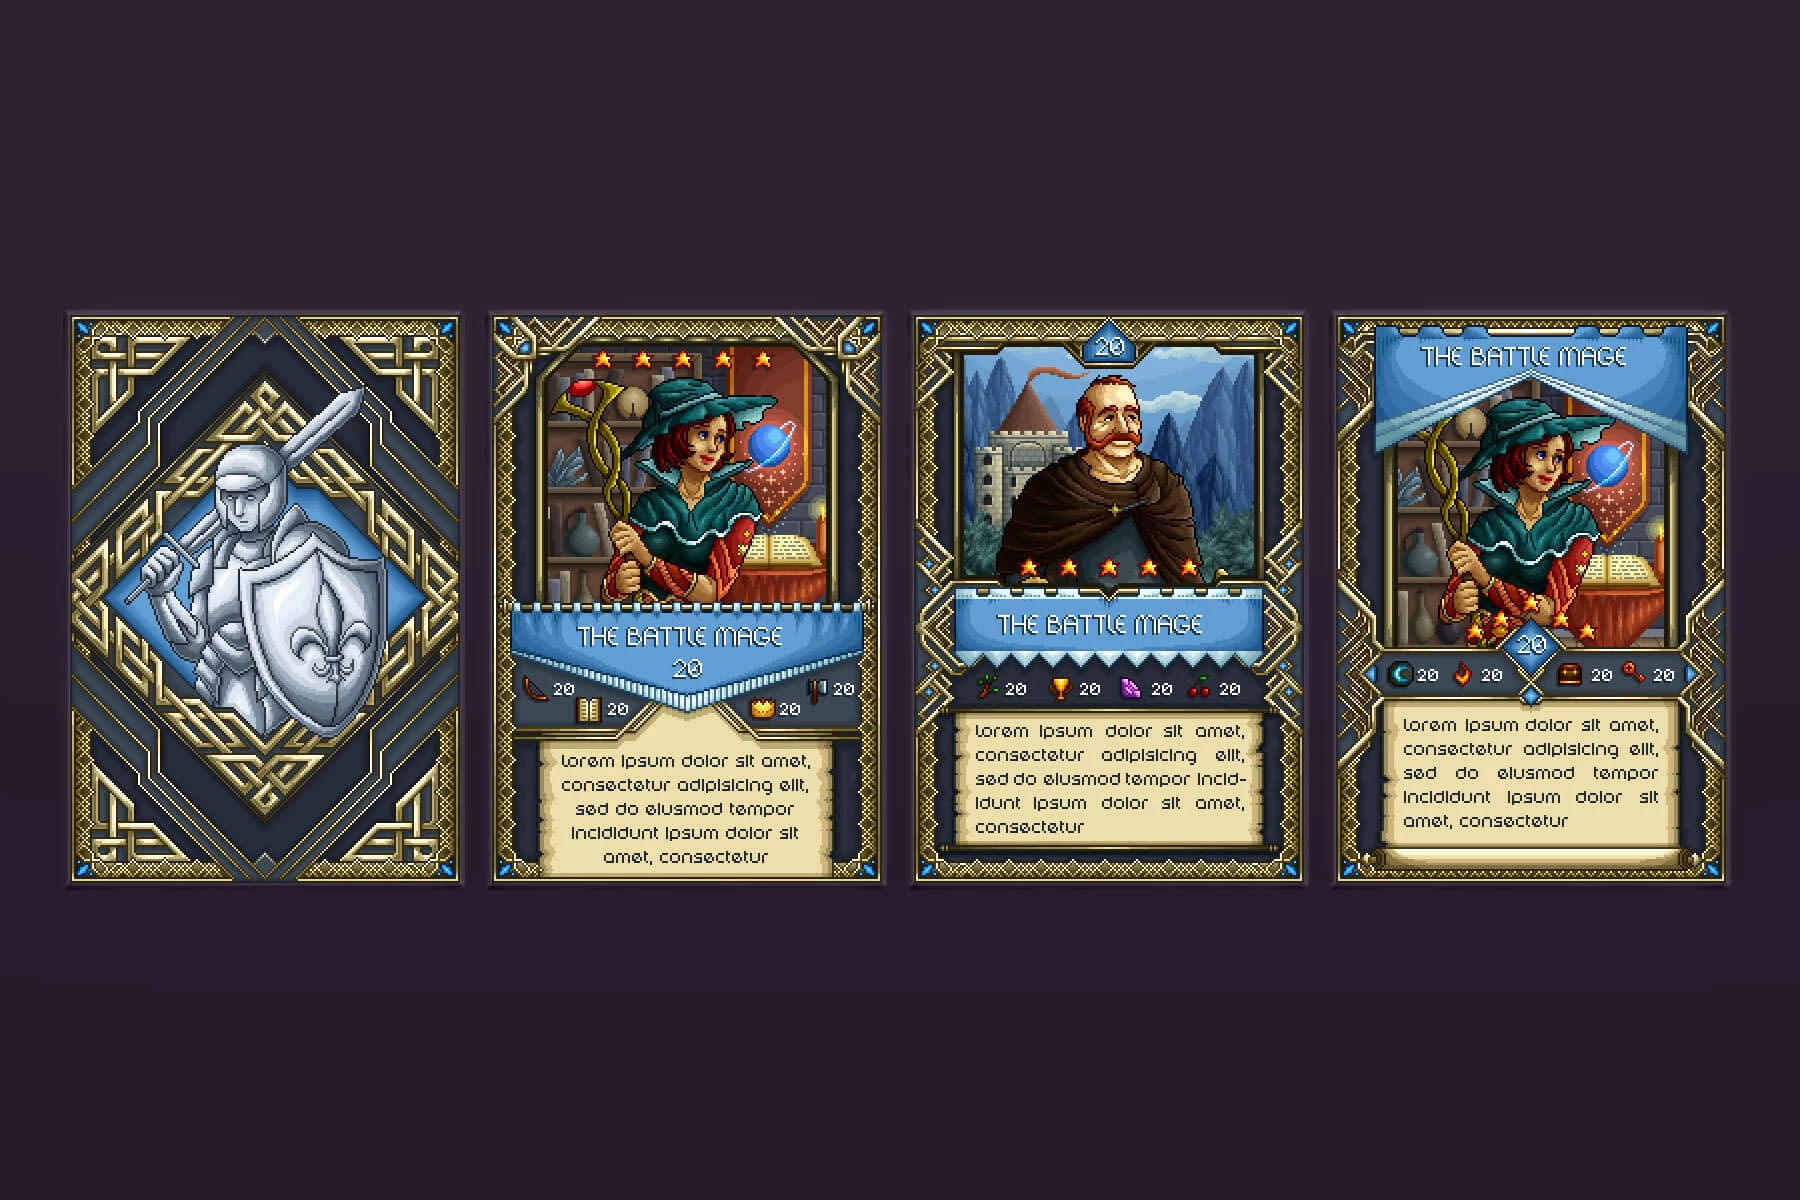 THE BATTLE MAGE
20
20
20
20
20
lorem ipsum dolor sit amet,
consectetur adipisicing elit,
sed do eiusmod tempor
incididunt ipsum dolor sit
amet, consectetur
20
THE BATTLE MAGE
20 20 20 20
lorem ipsum dolor sit amet,
consectetur adipisicing elit,
sed do eiusmod tempor incid-
idunt ipsum dolor sit amet,
consectetur
THE BATTLE MAGE
20
20 20 20 20
lorem ipsum dolor sit amet,
consectetur adipisicing elit,
sed do eiusmod tempor
incididunt ipsum dolor sit
amet, consectetur